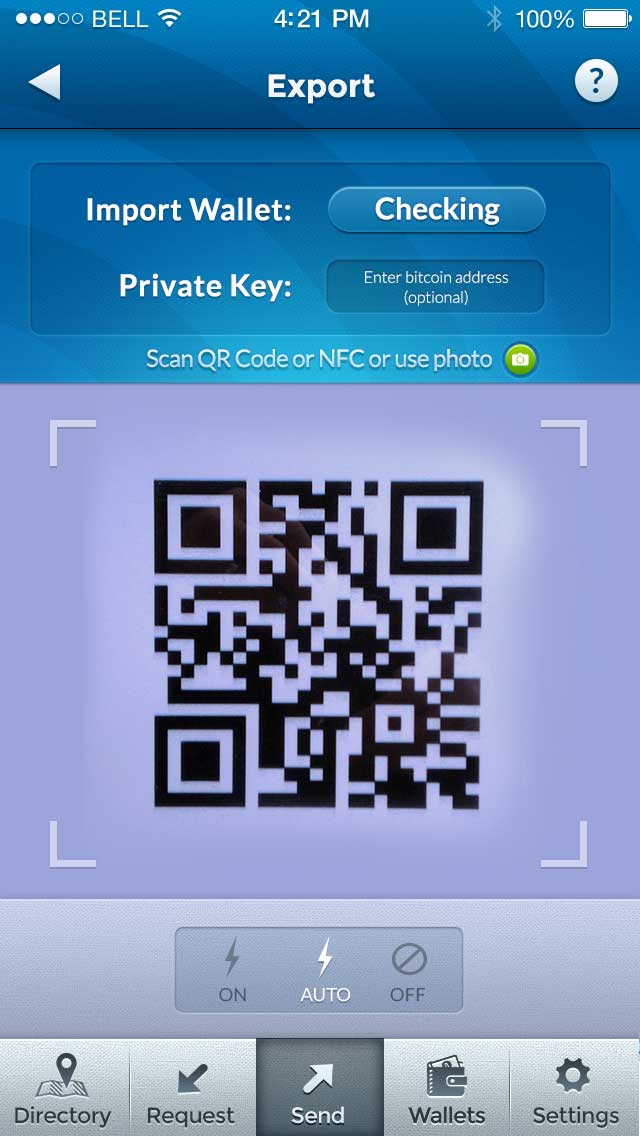 BELL 4:21 PM 100%
Export ?
Import Wallet: Checking
Private Key: Enter bitcoin address
(optional)
Scan QR Code or NFC or use photo
ON AUTO OFF
Directory Request Send Wallets Settings